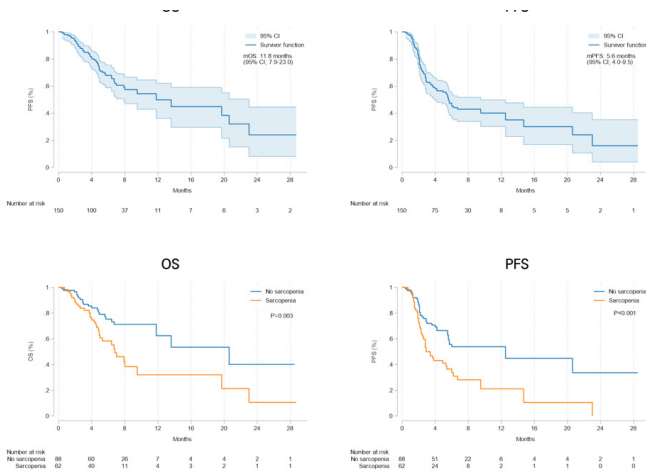 95% CI
Survivor function
mOS: 11.8 months
(95% CI; 7.9-23.0)
PFS (%)
1
.8
.6
.4
.2
0
0 4 8 12 16 20 24 28
Months
Number at risk
150 100 37 11 7 6 3 2
95% CI
Survivor function
mPFS: 5.6 months
(95% CI; 4.0-9.5)
PFS (%)
1
.8
.6
.4
.2
0
0 4 8 12 16 20 24 28
Months
Number at risk
150 75 30 8 5 5 2 1
OS
No sarcopenia
Sarcopenia
P=0.003
OS (%)
1
.8
.6
.4
.2
0
0 4 8 12 16 20 24 28
Months
Number at risk
No sarcopenia 88 60 26 7 4 4 2 1
Sarcopenia 62 40 11 4 3 2 1 1
PFS
No sarcopenia
Sarcopenia
P<0.001
PFS (%)
1
.8
.6
.4
.2
0
0 4 8 12 16 20 24 28
Months
Number at risk
No sarcopenia 88 51 22 6 4 4 2 1
Sarcopenia 62 24 8 2 1 1 1 0